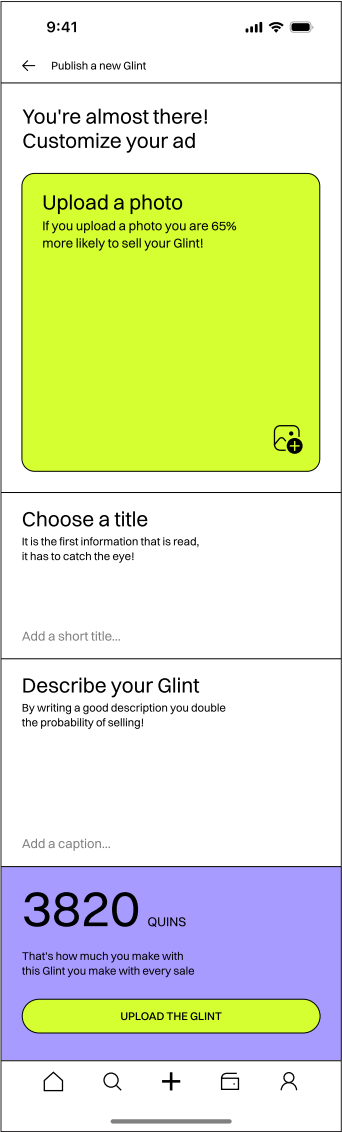 9:41
Publish a new Glint
You're almost there!
Customize your ad
Upload a photo
If you upload a photo you are 65%
more likely to sell your Glint!
Choose a title
It is the first information that is read,
it has to catch the eye!
Add a short title...
Describe your Glint
By writing a good description you double
the probability of selling!
Add a caption...
3820 QUINS
That's how much you make with
this Glint you make with every sale
UPLOAD THE GLINT